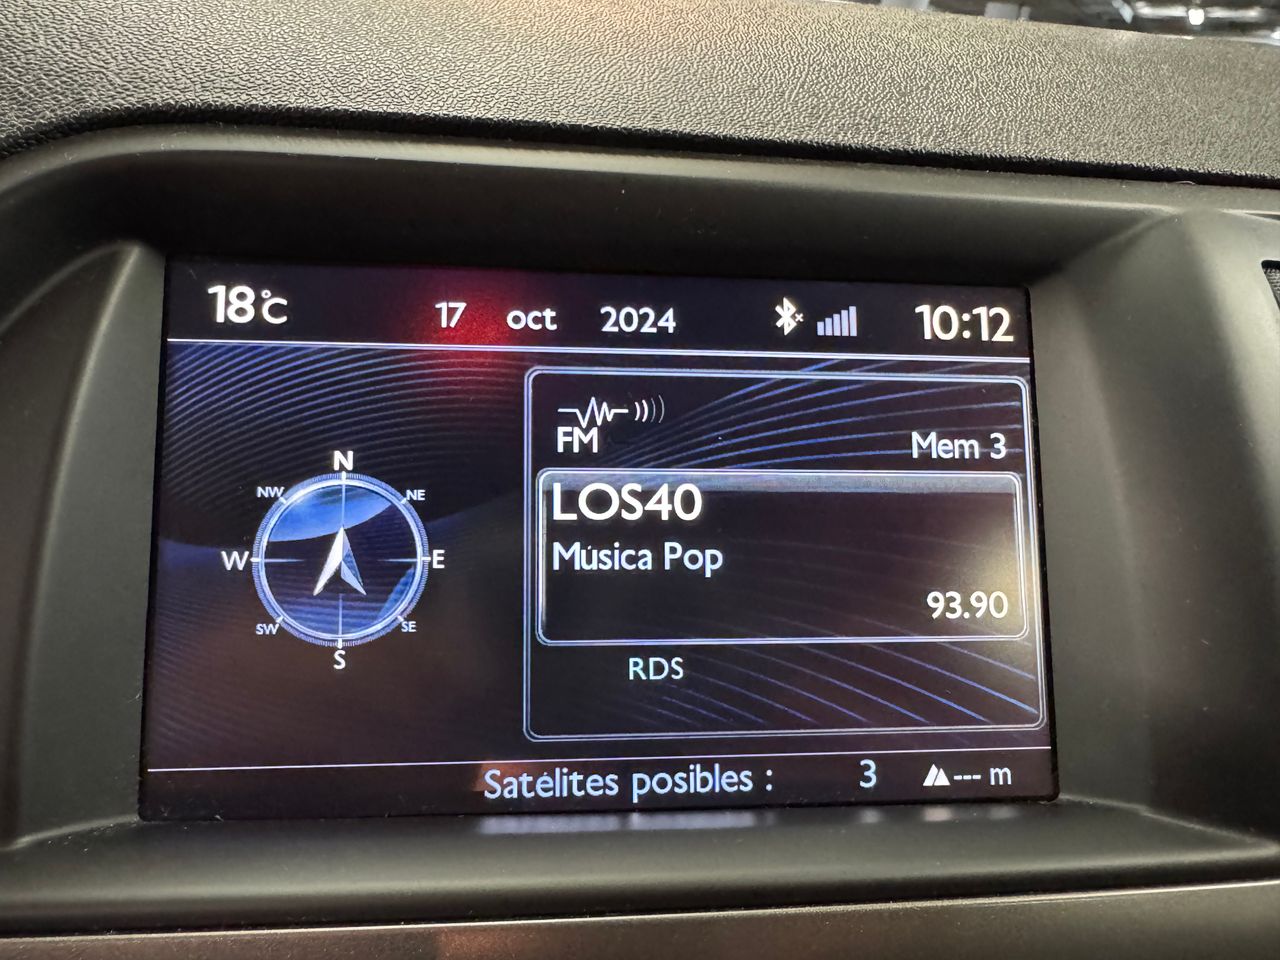 18°C 17 oct 2024 10:12
FM
Mem 3
LOS40
Música Pop
93.90
RDS
N
NW NE
W E
SW SE
S
Satélites posibles : 3 --- m